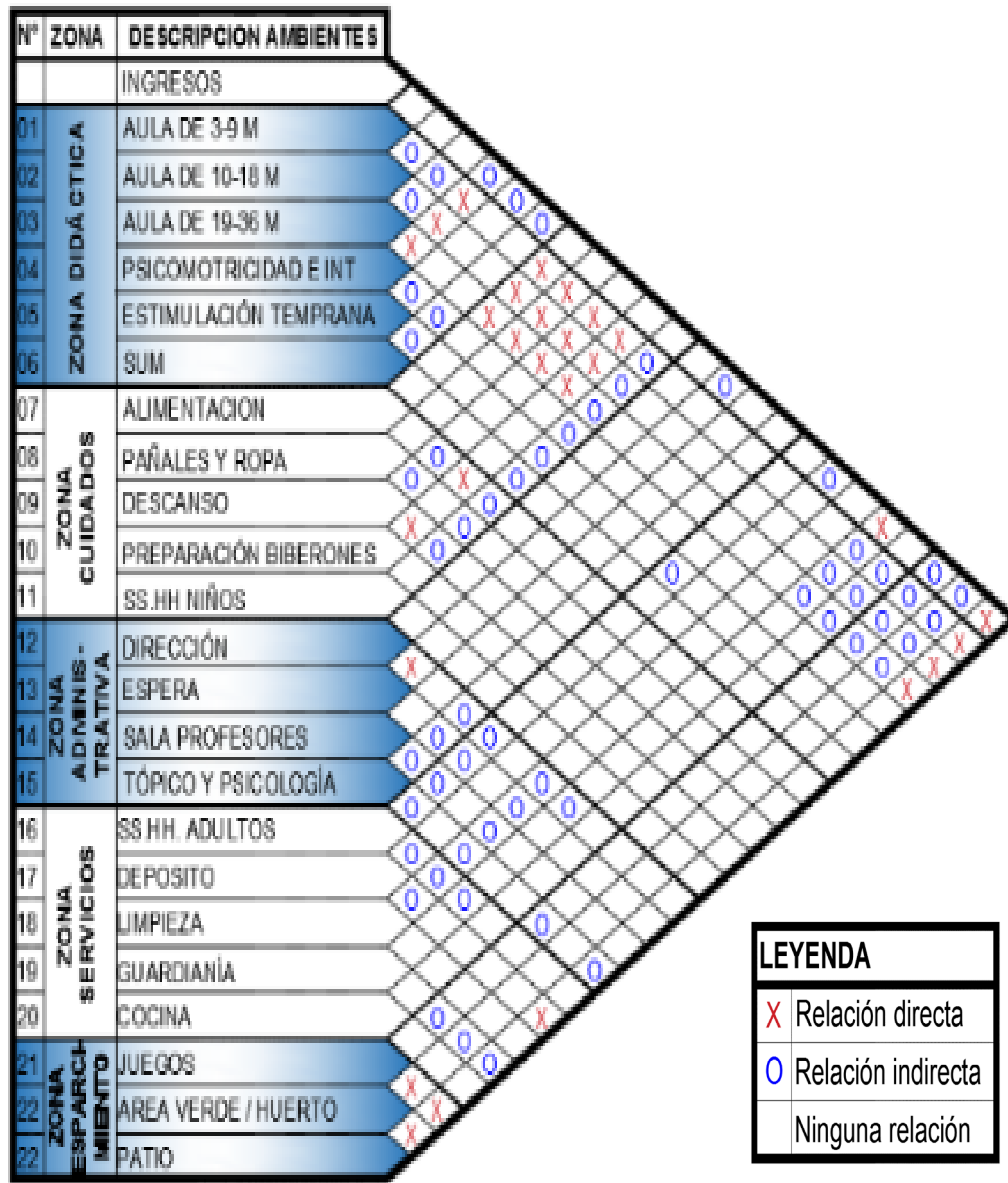 N° ZONA DESCRIPCION AMBIENTES
INGRESOS
ZONA DIDÁCTICA
01 AULA DE 3-9 M
02 AULA DE 10-18 M
03 AULA DE 19-36 M
04 PSICOMOTRICIDAD E INT
05 ESTIMULACIÓN TEMPRANA
06 SUM
ZONA CUIDADOS
07 ALIMENTACION
08 PAÑALES Y ROPA
09 DESCANSO
10 PREPARACIÓN BIBERONES
11 SS.HH NIÑOS
ZONA ADMINIS-
TRATIVA
12 DIRECCIÓN
13 ESPERA
14 SALA PROFESORES
15 TÓPICO Y PSICOLOGÍA
ZONA SERVICIOS
16 SS.HH. ADULTOS
17 DEPOSITO
18 LIMPIEZA
19 GUARDIANÍA
20 COCINA
ZONA ESPARCI-
MIENTO
21 JUEGOS
22 AREA VERDE / HUERTO
22 PATIO
LEYENDA
X Relación directa
O Relación indirecta
Ninguna relación